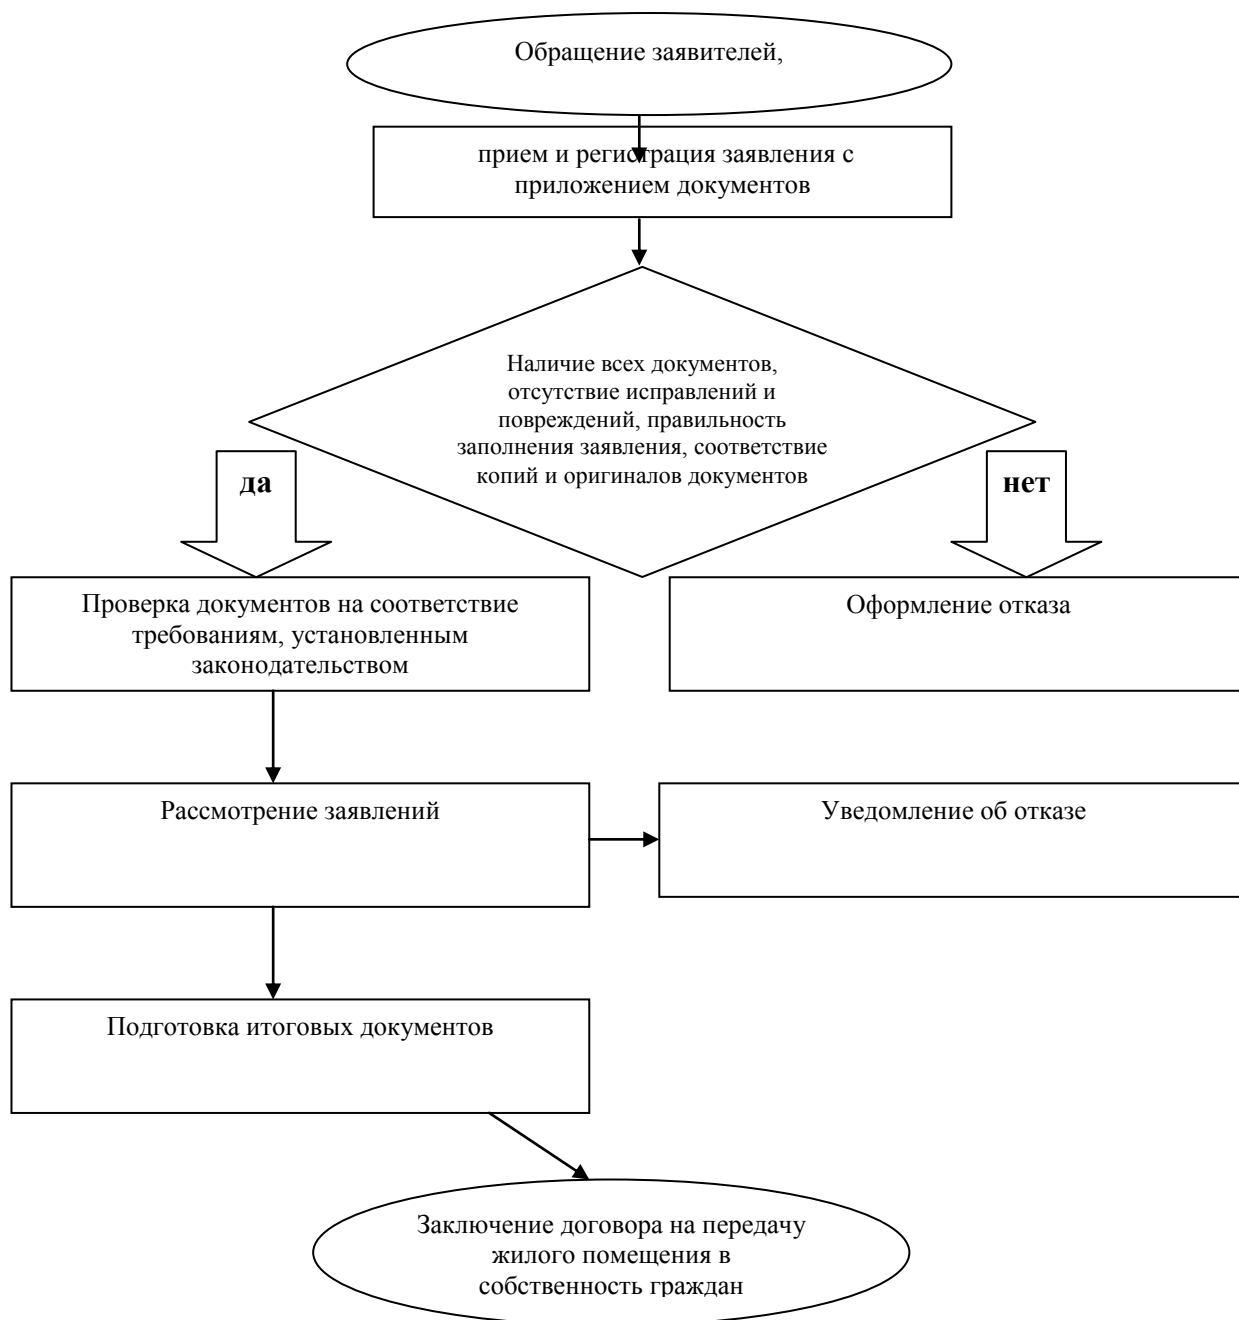 Обращение заявителей,
прием и регистрация заявления с
приложением документов
Наличие всех документов,
отсутствие исправлений и
повреждений, правильность
заполнения заявления, соответствие
копий и оригиналов документов
да
нет
Проверка документов на соответствие
требованиям, установленным
законодательством
Оформление отказа
Рассмотрение заявлений
Уведомление об отказе
Подготовка итоговых документов
Заключение договора на передачу
жилого помещения в
собственность граждан